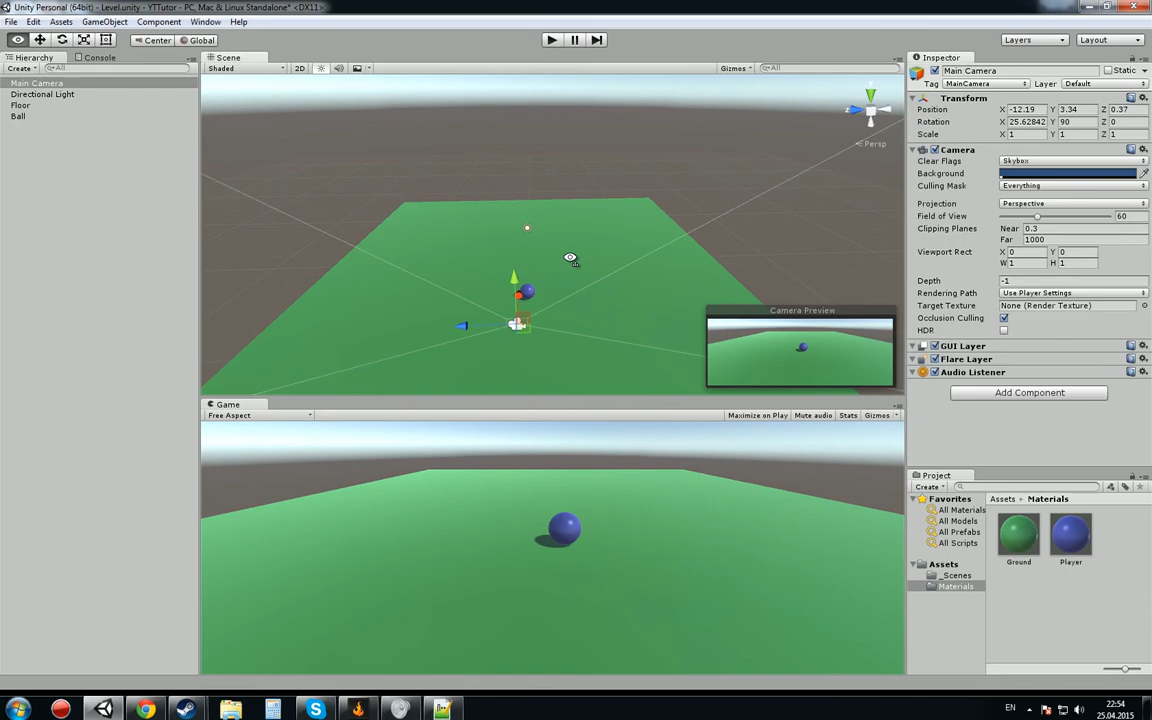 Unity Personal (64bit) - Level.unity - YTTutor - PC, Mac & Linux Standalone* <DX11>
File Edit Assets GameObject Component Window Help
Center Global Layers Layout
Hierarchy Console
Create All
Main Camera
Directional Light
Floor
Ball
Scene
Shaded 2D Gizmos All
z
Persp
Camera Preview
Game
Free Aspect Maximize on Play Mute audio Stats Gizmos
Inspector
Main Camera Static
Tag MainCamera Layer Default
Transform
Position X -12.19 Y 3.34 Z 0.37
Rotation X 25.62842 Y 90 Z 0
Scale X 1 Y 1 Z 1
Camera
Clear Flags Skybox
Background
Culling Mask Everything
Projection Perspective
Field of View 60
Clipping Planes Near 0.3
Far 1000
Viewport Rect X 0 Y 0
W 1 H 1
Depth -1
Rendering Path Use Player Settings
Target Texture None (Render Texture)
Occlusion Culling
HDR
GUI Layer
Flare Layer
Audio Listener
Add Component
Project
Create
Favorites
All Materials
All Models
All Prefabs
All Scripts
Assets
_Scenes
Materials
Assets Materials
Ground Player
EN 22:54
25.04.2015